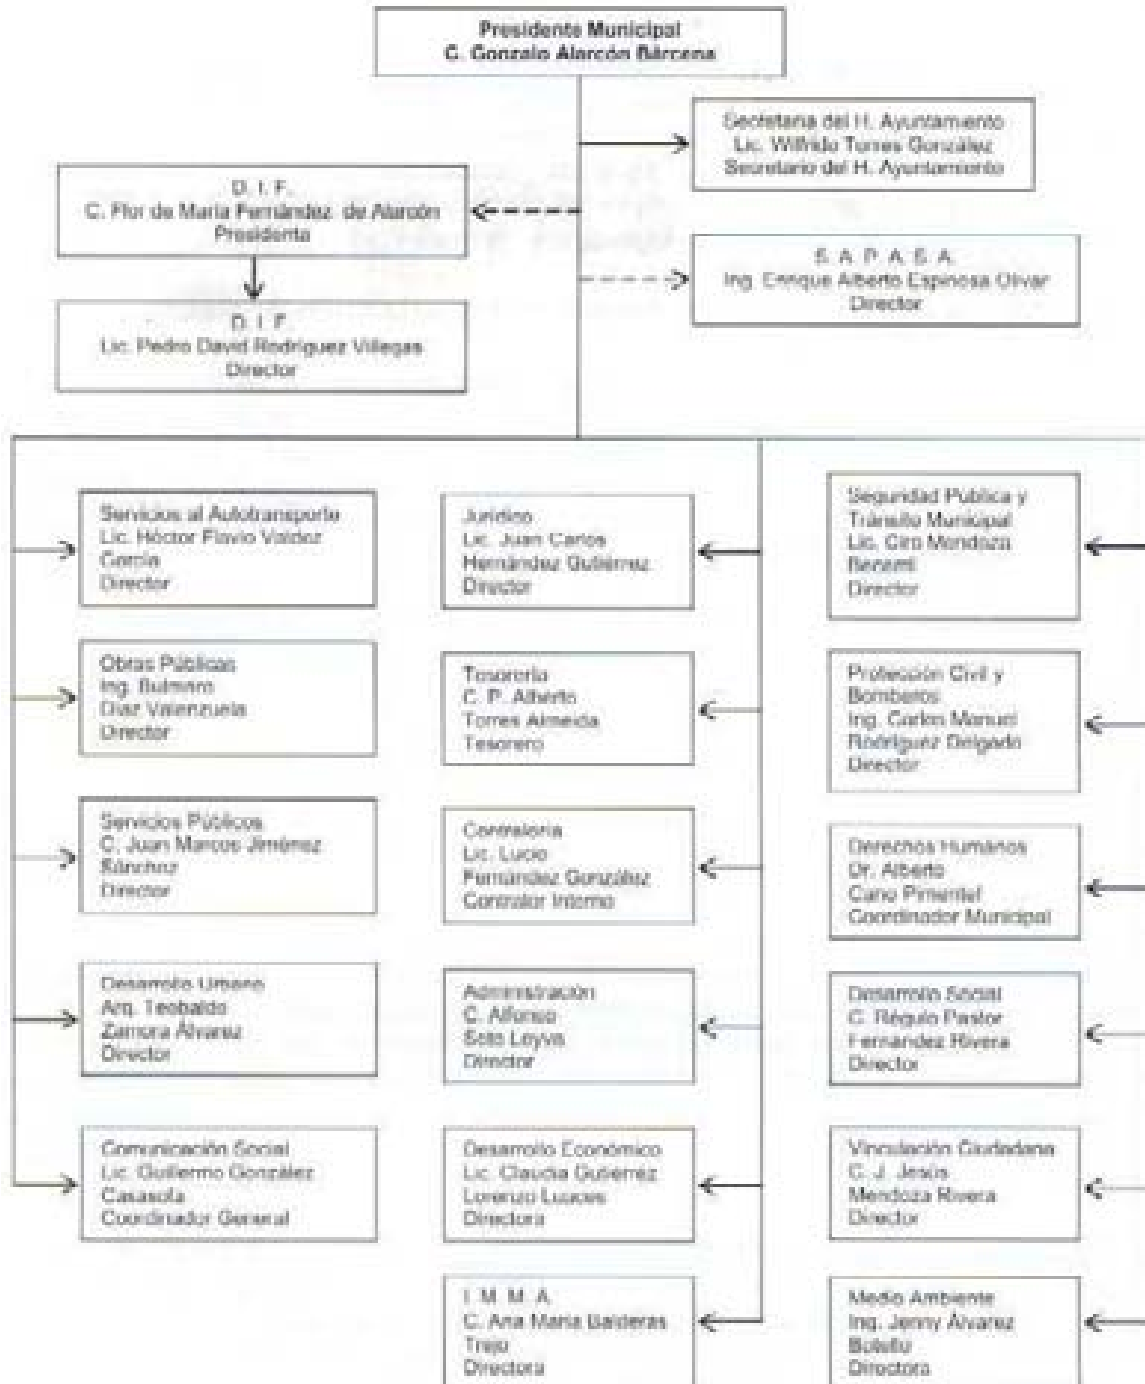 Presidente Municipal
C. Gonzalo Alarcón Bárcena
Secretaria del H. Ayuntamiento
Lic. Wilfrido Torres González
Secretario del H. Ayuntamiento
D. I. F.
C. Flor de María Fernández de Alarcón
Presidenta
S. A. P. A. S. A.
Ing. Enrique Alberto Espinosa Olivar
Director
D. I. F.
Lic. Pedro David Rodríguez Villegas
Director
Servicios al Autotransporte
Lic. Héctor Flavio Valdez
García
Director
Obras Públicas
Ing. Bulmaro
Díaz Valenzuela
Director
Servicios Públicos
C. Juan Marcos Jiménez
Sánchez
Director
Desarrollo Urbano
Arq. Teobaldo
Zamora Álvarez
Director
Comunicación Social
Lic. Guillermo González
Casasola
Coordinador General
Jurídico
Lic. Juan Carlos
Hernández Gutiérrez
Director
Tesorería
C. P. Alberto
Torres Almeida
Tesorero
Contraloría
Lic. Lucio
Fernández González
Contralor Interno
Administración
C. Alfonso
Soto Leyva
Director
Desarrollo Económico
Lic. Claudia Gutiérrez
Lorenzo Luaces
Directora
I. M. M. A.
C. Ana María Balderas
Trejo
Directora
Seguridad Pública y
Tránsito Municipal
Lic. Ciro Mendoza
Director
Protección Civil y
Bomberos
Ing. Carlos Manuel
Rodríguez Delgado
Director
Derechos Humanos
Dr. Alberto
Cano Pimentel
Coordinador Municipal
Desarrollo Social
C. Régulo Pastor
Fernández Rivera
Director
Vinculación Ciudadana
C. J. Jesús
Mendoza Rivera
Director
Medio Ambiente
Ing. Jenny Álvarez
Botello
Directora